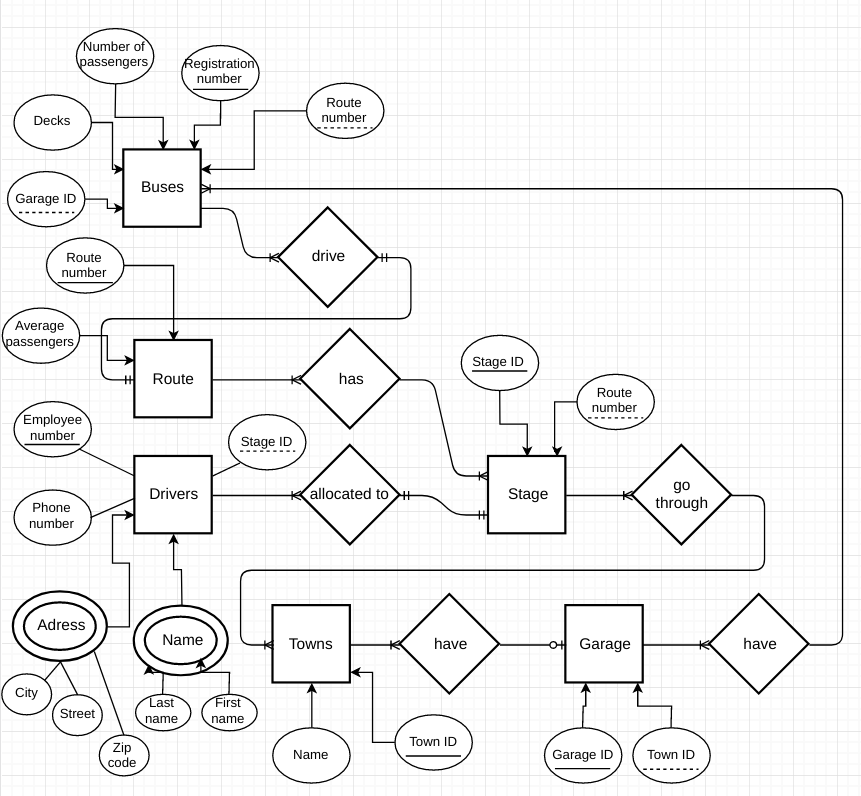 Number of
passengers
Registration
number
Route
number
Decks
Buses
Garage ID
drive
Route
number
Average
passengers
Route
has
Stage ID
Route
number
Employee
number
Stage ID
Drivers
allocated to
Stage
go
through
Phone
number
Adress
Name
Towns
have
Garage
have
City
Street
Last
name
First
name
Zip
code
Name
Town ID
Garage ID
Town ID